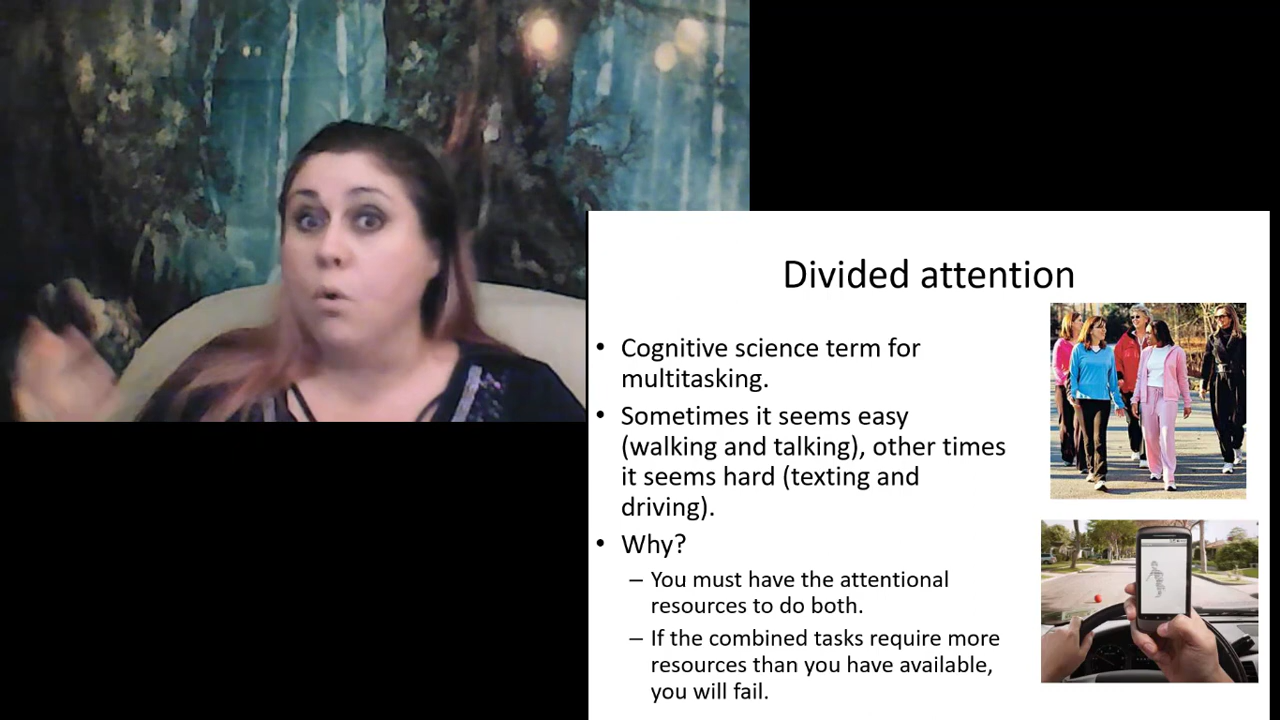 Divided attention
• Cognitive science term for
multitasking.
• Sometimes it seems easy
(walking and talking), other times
it seems hard (texting and
driving).
• Why?
– You must have the attentional
resources to do both.
– If the combined tasks require more
resources than you have available,
you will fail.